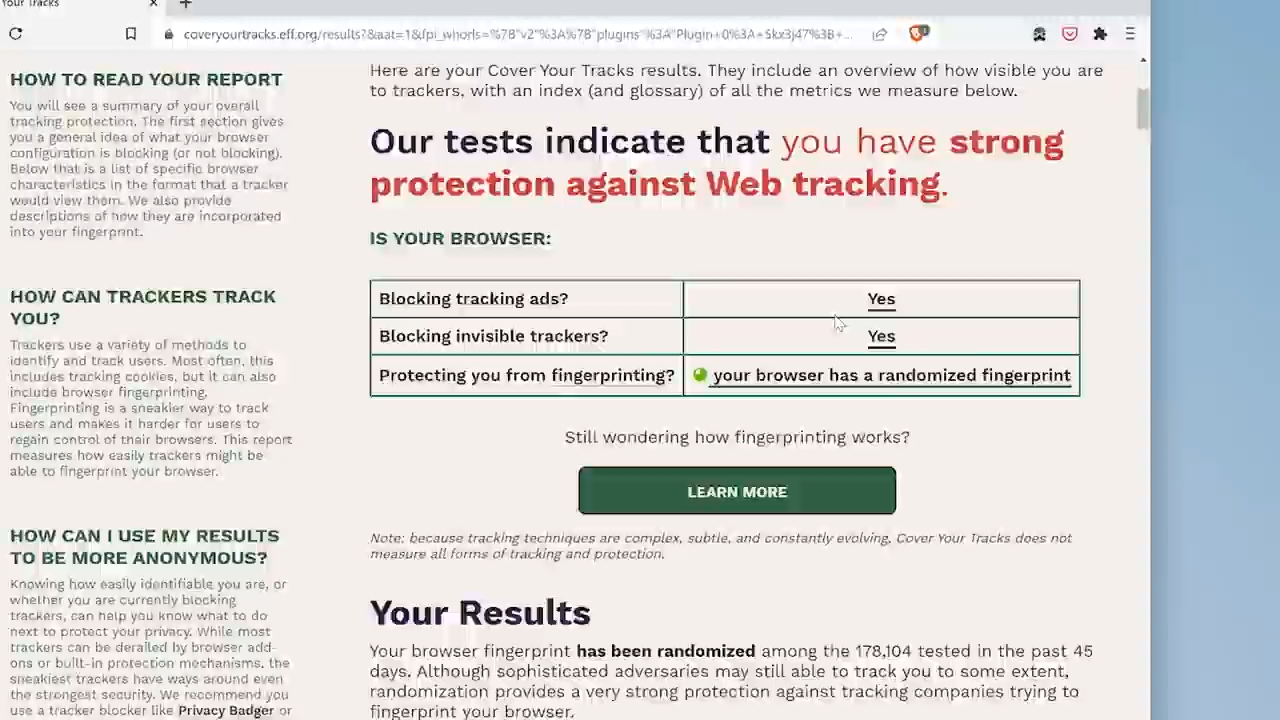 Your Tracks
coveryourtracks.eff.org/results?&aat=1&fpi_whorls=%7B"v2"%3A%7B"plugins"%3A"Plugin+0%3A+Skx3j47%3B+…
HOW TO READ YOUR REPORT
You will see a summary of your overall
tracking protection. The first section gives
you a general idea of what your browser
configuration is blocking (or not blocking).
Below that is a list of specific browser
characteristics in the format that a tracker
would view them. We also provide
descriptions of how they are incorporated
into your fingerprint.
HOW CAN TRACKERS TRACK
YOU?
Trackers use a variety of methods to
identify and track users. Most often, this
includes tracking cookies, but it can also
include browser fingerprinting.
Fingerprinting is a sneakier way to track
users and makes it harder for users to
regain control of their browsers. This report
measures how easily trackers might be
able to fingerprint your browser.
HOW CAN I USE MY RESULTS
TO BE MORE ANONYMOUS?
Knowing how easily identifiable you are, or
whether you are currently blocking
trackers, can help you know what to do
next to protect your privacy. While most
trackers can be derailed by browser add-
ons or built-in protection mechanisms, the
sneakiest trackers have ways around even
the strongest security. We recommend you
use a tracker blocker like Privacy Badger or
Here are your Cover Your Tracks results. They include an overview of how visible you are
to trackers, with an index (and glossary) of all the metrics we measure below.
Our tests indicate that you have strong
protection against Web tracking.
IS YOUR BROWSER:
Blocking tracking ads? Yes
Blocking invisible trackers? Yes
Protecting you from fingerprinting? your browser has a randomized fingerprint
Still wondering how fingerprinting works?
LEARN MORE
Note: because tracking techniques are complex, subtle, and constantly evolving, Cover Your Tracks does not
measure all forms of tracking and protection.
Your Results
Your browser fingerprint has been randomized among the 178,104 tested in the past 45
days. Although sophisticated adversaries may still able to track you to some extent,
randomization provides a very strong protection against tracking companies trying to
fingerprint your browser.